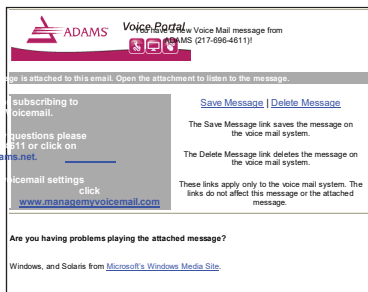 ADAMS Voice Portal
You have a new Voice Mail message from
ADAMS (217-696-4611)!
ge is attached to this email. Open the attachment to listen to the message.
subscribing to
Voicemail.
questions please
4611 or click on
ams.net.
voicemail settings
click
www.managemyvoicemail.com
Save Message | Delete Message
The Save Message link saves the message on
the voice mail system.
The Delete Message link deletes the message on
the voice mail system.
These links apply only to the voice mail system. The
links do not affect this message or the attached
message.
Are you having problems playing the attached message?
Windows, and Solaris from Microsoft's Windows Media Site.